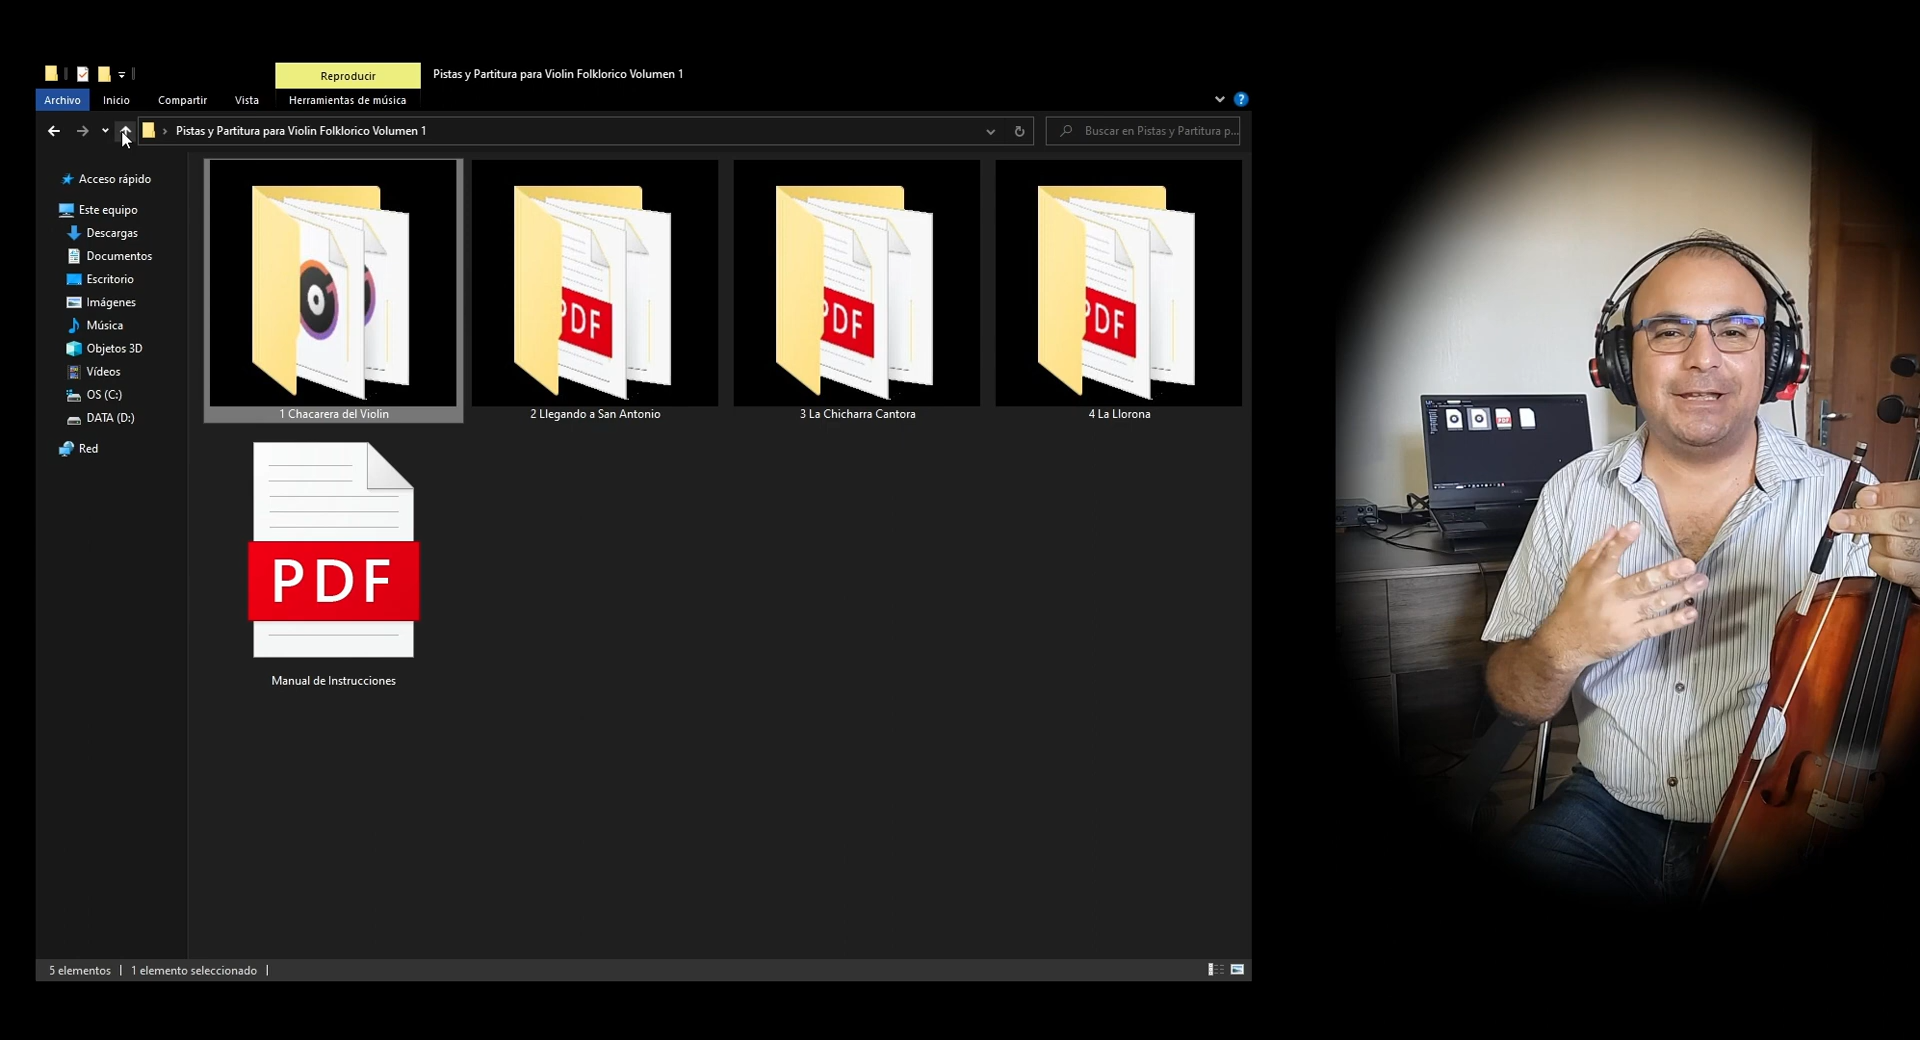 Reproducir
Pistas y Partitura para Violin Folklorico Volumen 1
Archivo
Inicio
Compartir
Vista
Herramientas de música
Pistas y Partitura para Violin Folklorico Volumen 1
Buscar en Pistas y Partitura p...
Acceso rápido
Este equipo
Descargas
Documentos
Escritorio
Imágenes
Música
Objetos 3D
Vídeos
OS (C:)
DATA (D:)
Red
PDF
PDF
PDF
1 Chacarera del Violin
2 Llegando a San Antonio
3 La Chicharra Cantora
4 La Llorona
PDF
Manual de Instrucciones
5 elementos
1 elemento seleccionado